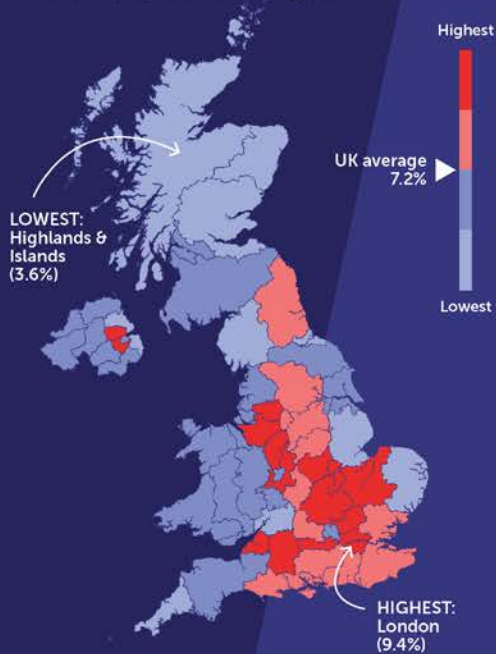 Highest
UK average
7.2%
Lowest
LOWEST:
Highlands &
Islands
(3.6%)
HIGHEST:
London
(9.4%)